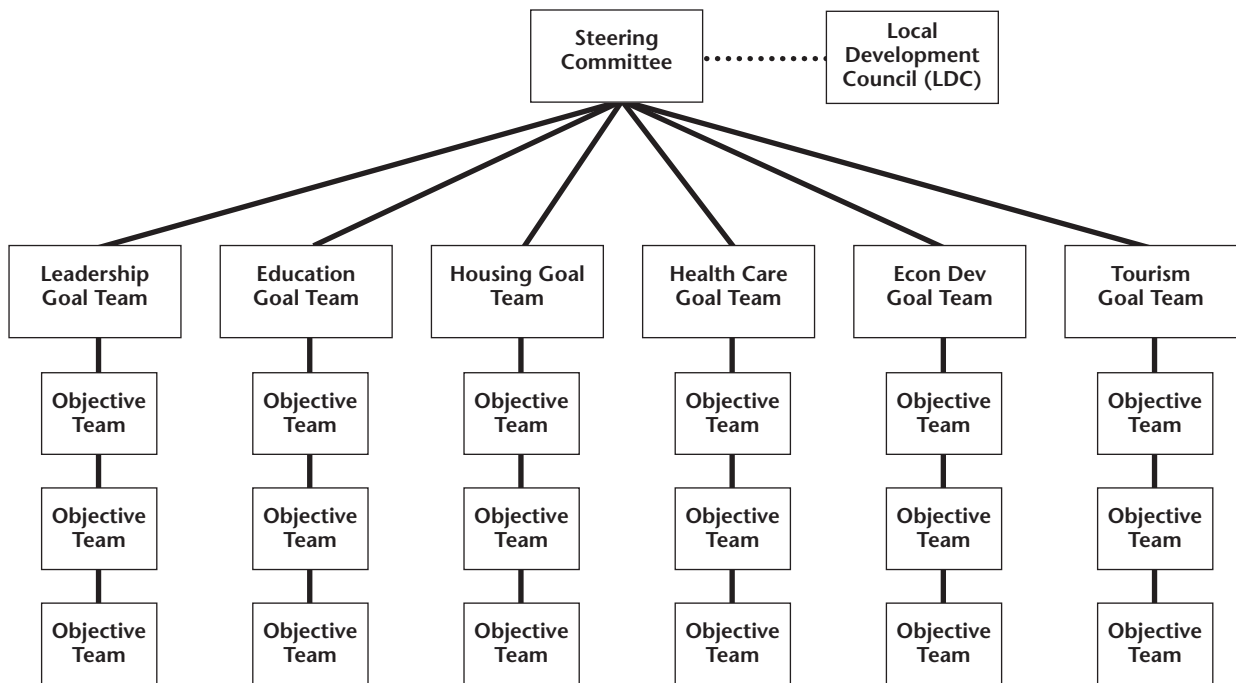 Steering
Committee
Local
Development
Council (LDC)
Leadership
Goal Team
Education
Goal Team
Housing Goal
Team
Health Care
Goal Team
Econ Dev
Goal Team
Tourism
Goal Team
Objective
Team
Objective
Team
Objective
Team
Objective
Team
Objective
Team
Objective
Team
Objective
Team
Objective
Team
Objective
Team
Objective
Team
Objective
Team
Objective
Team
Objective
Team
Objective
Team
Objective
Team
Objective
Team
Objective
Team
Objective
Team